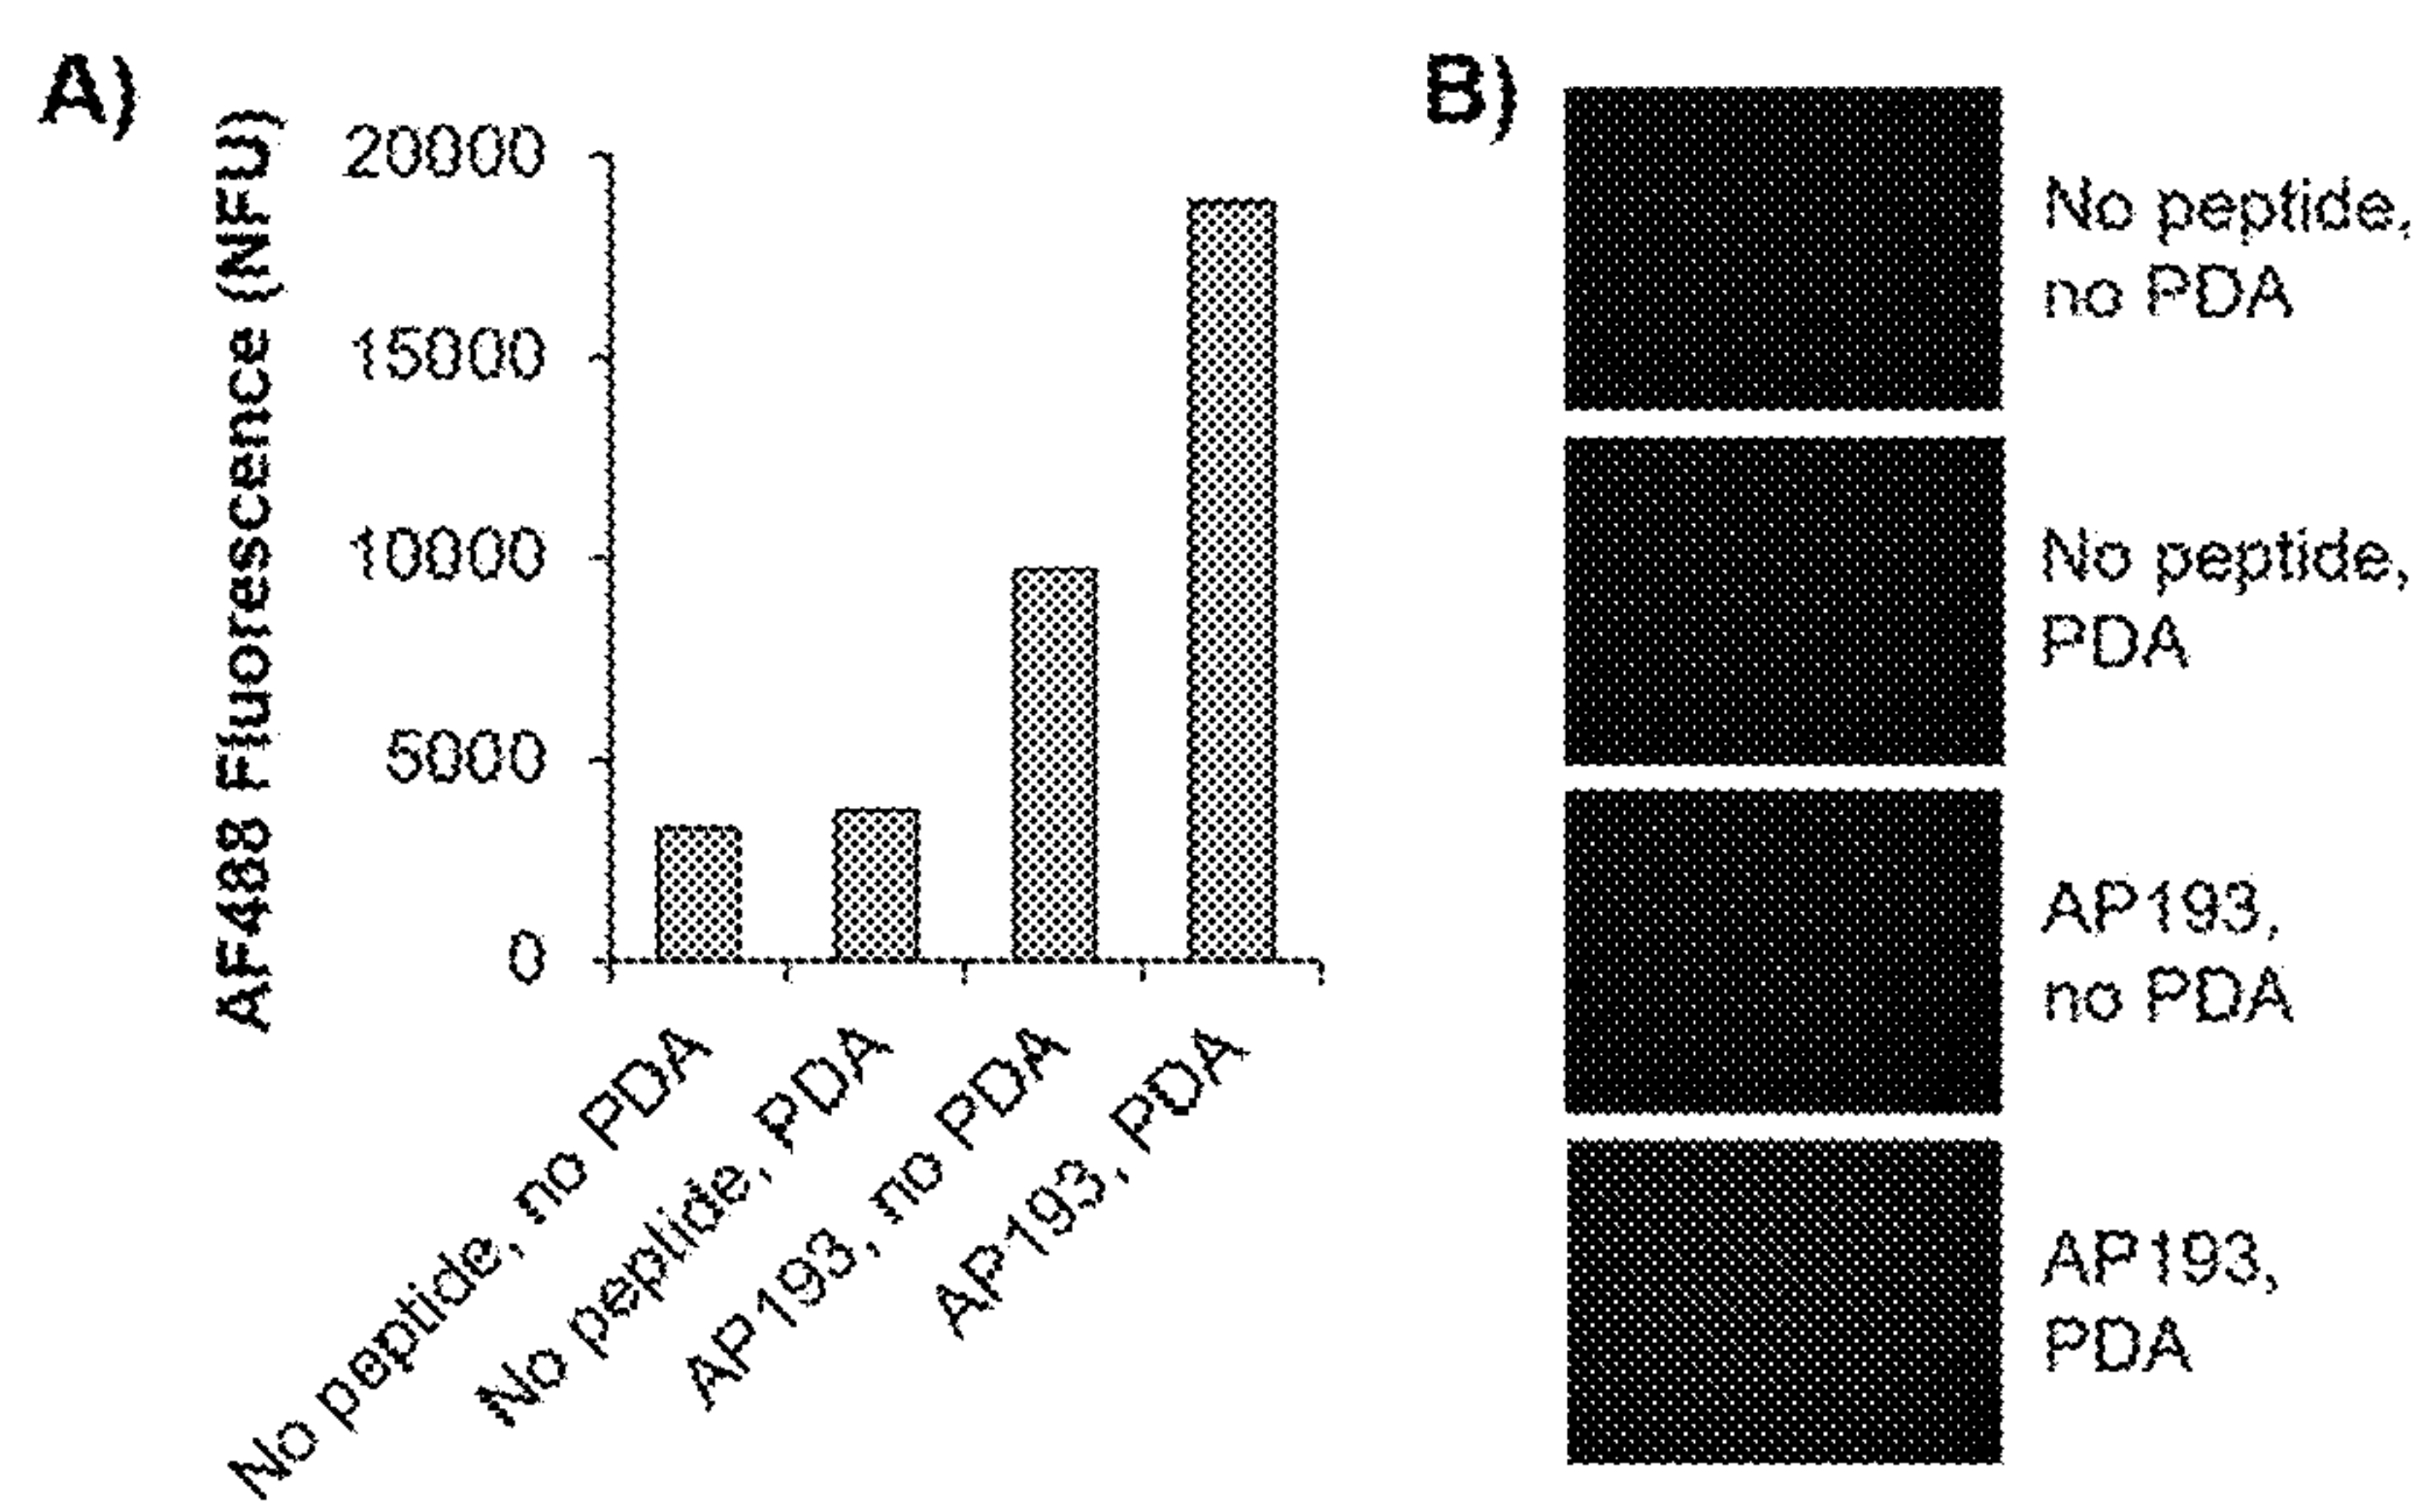 A)
AF488 Fluorescence (NFU)
20000
15000
10000
5000
0
No peptide, no PDA
No peptide, PDA
AP193, no PDA
AP193, PDA
B)
No peptide,
no PDA
No peptide,
PDA
AP193,
no PDA
AP193,
PDA